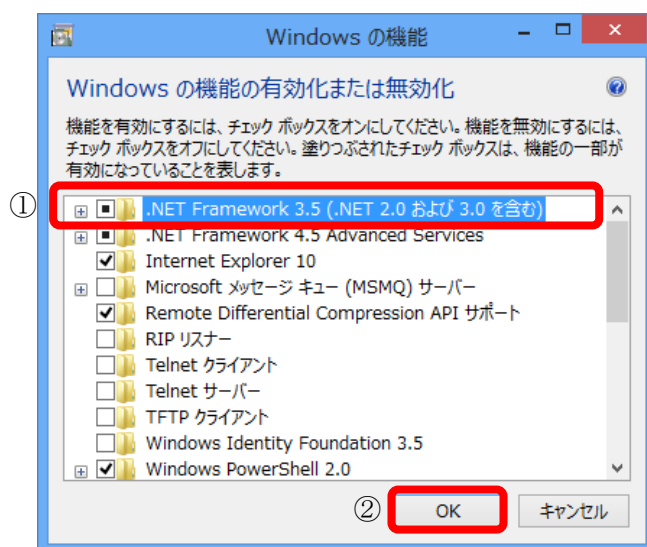 Windows の機能
Windows の機能の有効化または無効化
機能を有効にするには、チェック ボックスをオンにしてください。機能を無効にするには、
チェック ボックスをオフにしてください。塗りつぶされたチェック ボックスは、機能の一部が
有効になっていることを表します。
① .NET Framework 3.5 (.NET 2.0 および 3.0 を含む)
.NET Framework 4.5 Advanced Services
Internet Explorer 10
Microsoft メッセージ キュー (MSMQ) サーバー
Remote Differential Compression API サポート
RIP リスナー
Telnet クライアント
Telnet サーバー
TFTP クライアント
Windows Identity Foundation 3.5
Windows PowerShell 2.0
② OK キャンセル